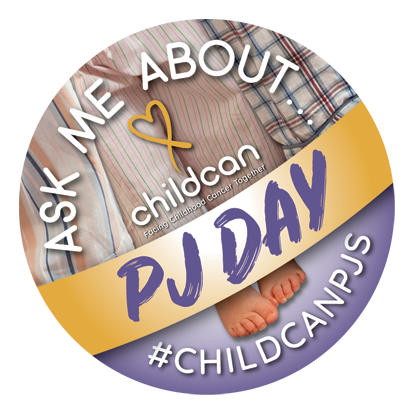 ASK ME ABOUT...
childcan
Facing Childhood Cancer Together
PJ DAY
#CHILDCANPJS